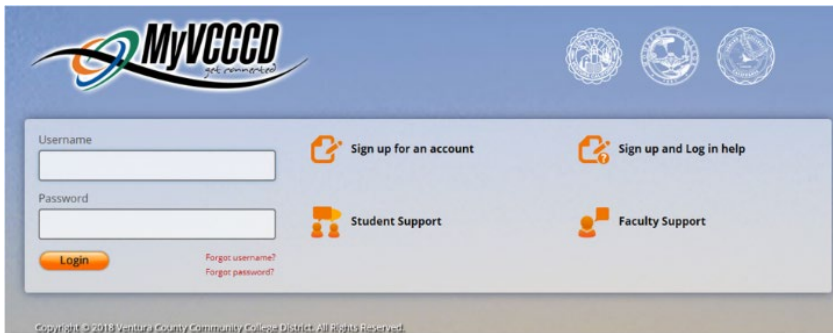 MyVCCCD
get connected
Username
Sign up for an account
Sign up and Log in help
Password
Student Support
Faculty Support
Login
Forgot username?
Forgot password?
Copyright © 2018 Ventura County Community College District. All Rights Reserved.